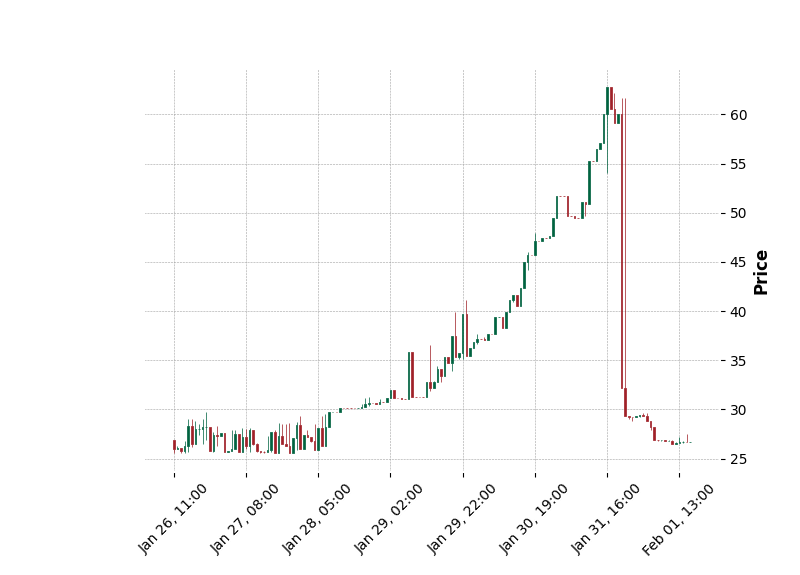 60
55
50
45
40
35
30
25
Price
Jan 26, 11:00
Jan 27, 08:00
Jan 28, 05:00
Jan 29, 02:00
Jan 29, 22:00
Jan 30, 19:00
Jan 31, 16:00
Feb 01, 13:00